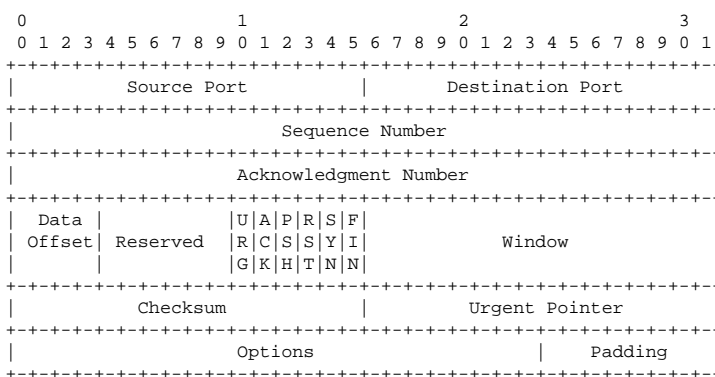 0                   1                   2                   3
0 1 2 3 4 5 6 7 8 9 0 1 2 3 4 5 6 7 8 9 0 1 2 3 4 5 6 7 8 9 0 1
+-+-+-+-+-+-+-+-+-+-+-+-+-+-+-+-+-+-+-+-+-+-+-+-+-+-+-+-+-+-+-+-
|          Source Port          |       Destination Port
+-+-+-+-+-+-+-+-+-+-+-+-+-+-+-+-+-+-+-+-+-+-+-+-+-+-+-+-+-+-+-+-
|                        Sequence Number
+-+-+-+-+-+-+-+-+-+-+-+-+-+-+-+-+-+-+-+-+-+-+-+-+-+-+-+-+-+-+-+-
|                    Acknowledgment Number
+-+-+-+-+-+-+-+-+-+-+-+-+-+-+-+-+-+-+-+-+-+-+-+-+-+-+-+-+-+-+-+-
|  Data |           |U|A|P|R|S|F|
| Offset| Reserved  |R|C|S|S|Y|I|            Window
|       |           |G|K|H|T|N|N|
+-+-+-+-+-+-+-+-+-+-+-+-+-+-+-+-+-+-+-+-+-+-+-+-+-+-+-+-+-+-+-+-
|           Checksum            |         Urgent Pointer
+-+-+-+-+-+-+-+-+-+-+-+-+-+-+-+-+-+-+-+-+-+-+-+-+-+-+-+-+-+-+-+-
|                    Options                    |    Padding
+-+-+-+-+-+-+-+-+-+-+-+-+-+-+-+-+-+-+-+-+-+-+-+-+-+-+-+-+-+-+-+-